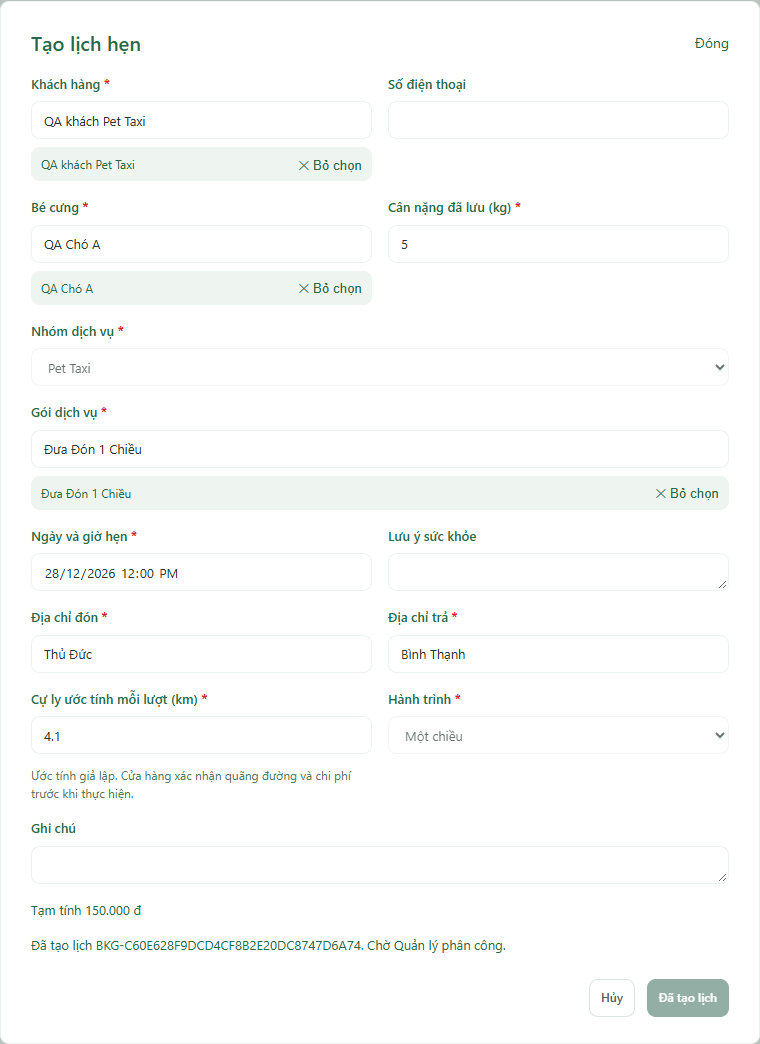 Tạo lịch hẹn
Đóng
Khách hàng *
Số điện thoại
QA khách Pet Taxi
QA khách Pet Taxi
Bỏ chọn
Bé cưng *
Cân nặng đã lưu (kg) *
QA Chó A
5
QA Chó A
Bỏ chọn
Nhóm dịch vụ *
Pet Taxi
Gói dịch vụ *
Đưa Đón 1 Chiều
Đưa Đón 1 Chiều
Bỏ chọn
Ngày và giờ hẹn *
Lưu ý sức khỏe
28/12/2026 12:00 PM
Địa chỉ đón *
Địa chỉ trả *
Thủ Đức
Bình Thạnh
Cự ly ước tính mỗi lượt (km) *
Hành trình *
4.1
Một chiều
Ước tính giả lập. Cửa hàng xác nhận quãng đường và chi phí
trước khi thực hiện.
Ghi chú
Tạm tính 150.000 đ
Đã tạo lịch BKG-C60E628F9DCD4CF8B2E20DC8747D6A74. Chờ Quản lý phân công.
Hủy
Đã tạo lịch